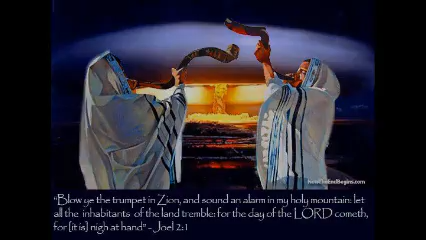 NowTheEndBegins.com
"Blow ye the trumpet in Zion, and sound an alarm in my holy mountain: let
all the inhabitants of the land tremble: for the day of the LORD cometh,
for [it is] nigh at hand" - Joel 2:1